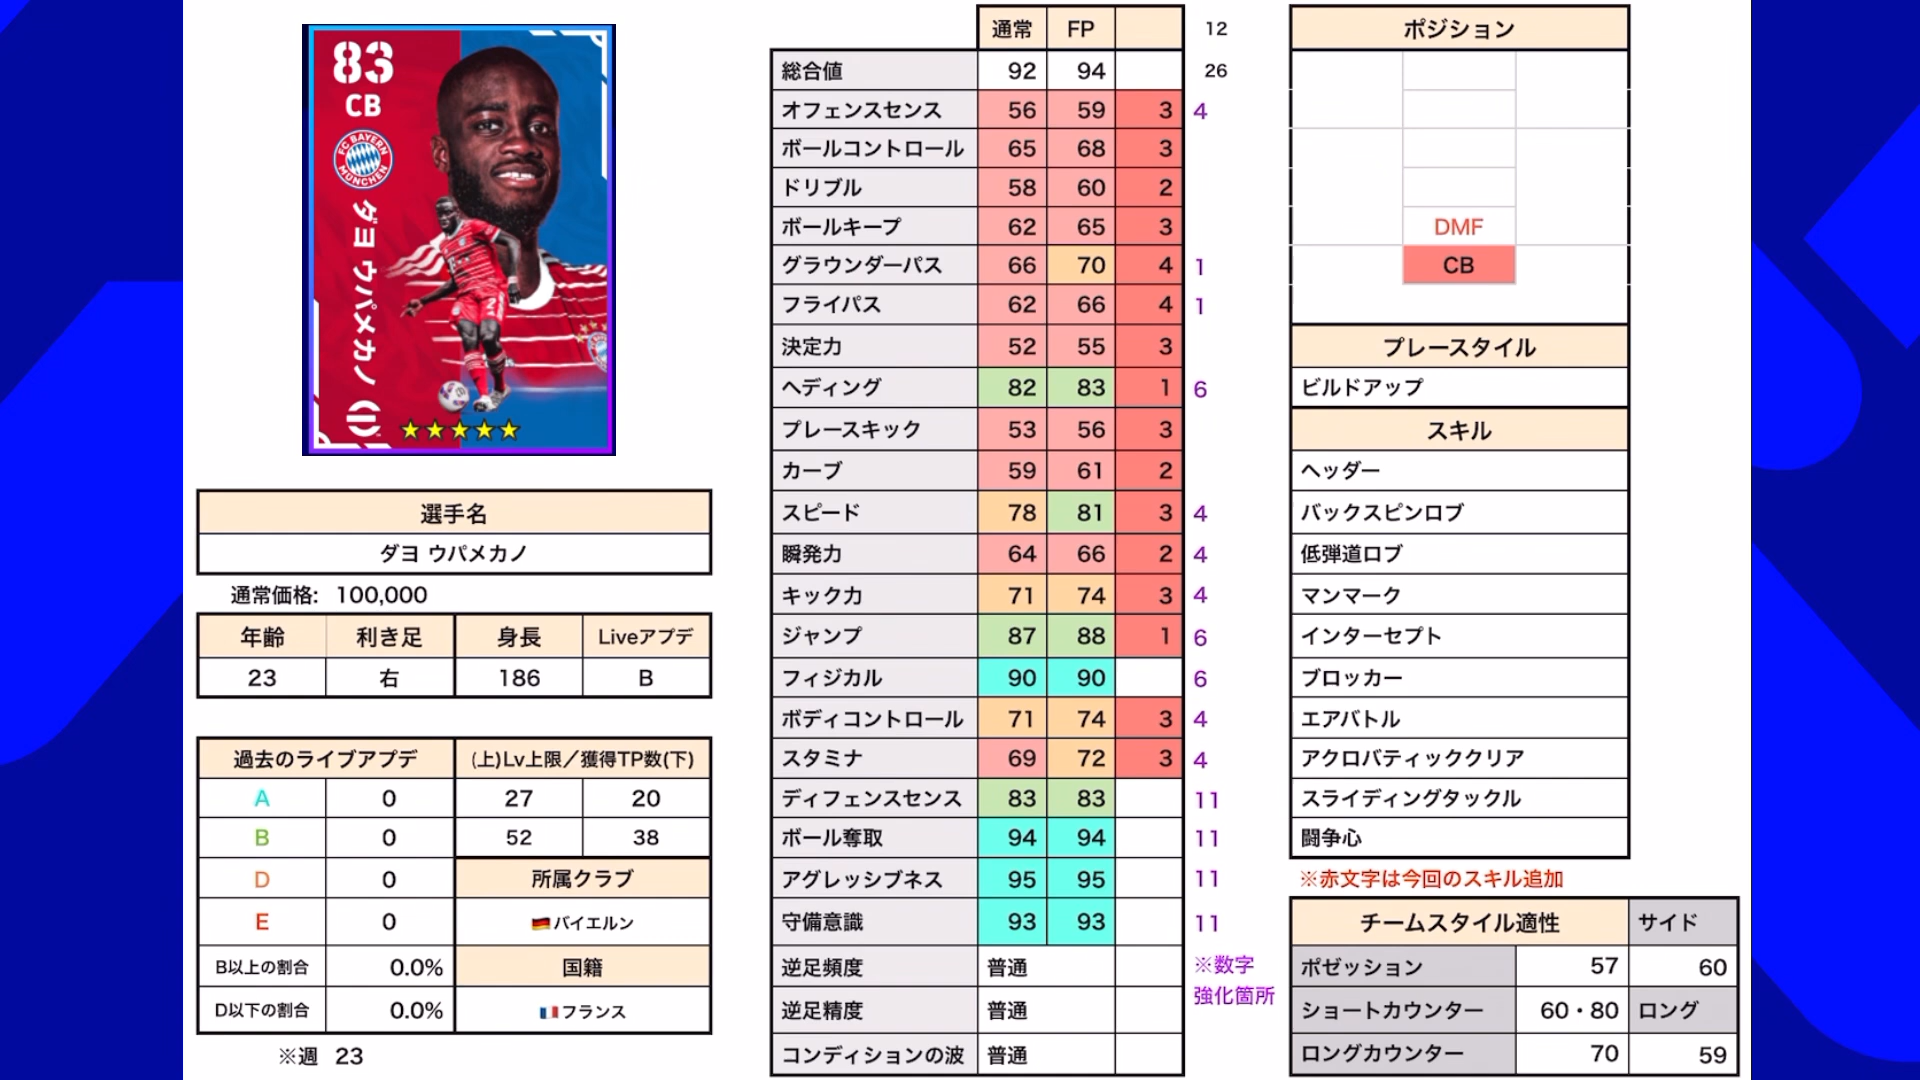 83
CB
FC BAYERN
MÜNCHEN
ダヨ ウパメカノ
選手名
ダヨ ウパメカノ
通常価格: 100,000
年齢 利き足 身長 Liveアプデ
23 右 186 B
過去のライブアプデ (上)Lv上限／獲得TP数(下)
A 0 27 20
B 0 52 38
D 0 所属クラブ
E 0 バイエルン
B以上の割合 0.0% 国籍
D以下の割合 0.0% フランス
※週 23
通常 FP 12
総合値 92 94 26
オフェンスセンス 56 59 3 4
ボールコントロール 65 68 3
ドリブル 58 60 2
ボールキープ 62 65 3
グラウンダーパス 66 70 4 1
フライパス 62 66 4 1
決定力 52 55 3
ヘディング 82 83 1 6
プレースキック 53 56 3
カーブ 59 61 2
スピード 78 81 3 4
瞬発力 64 66 2 4
キック力 71 74 3 4
ジャンプ 87 88 1 6
フィジカル 90 90 6
ボディコントロール 71 74 3 4
スタミナ 69 72 3 4
ディフェンスセンス 83 83 11
ボール奪取 94 94 11
アグレッシブネス 95 95 11
守備意識 93 93 11
逆足頻度 普通
逆足精度 普通
コンディションの波 普通
※数字
強化箇所
ポジション
DMF
CB
プレースタイル
ビルドアップ
スキル
ヘッダー
バックスピンロブ
低弾道ロブ
マンマーク
インターセプト
ブロッカー
エアバトル
アクロバティッククリア
スライディングタックル
闘争心
※赤文字は今回のスキル追加
チームスタイル適性 サイド
ポゼッション 57 60
ショートカウンター 60・80 ロング
ロングカウンター 70 59